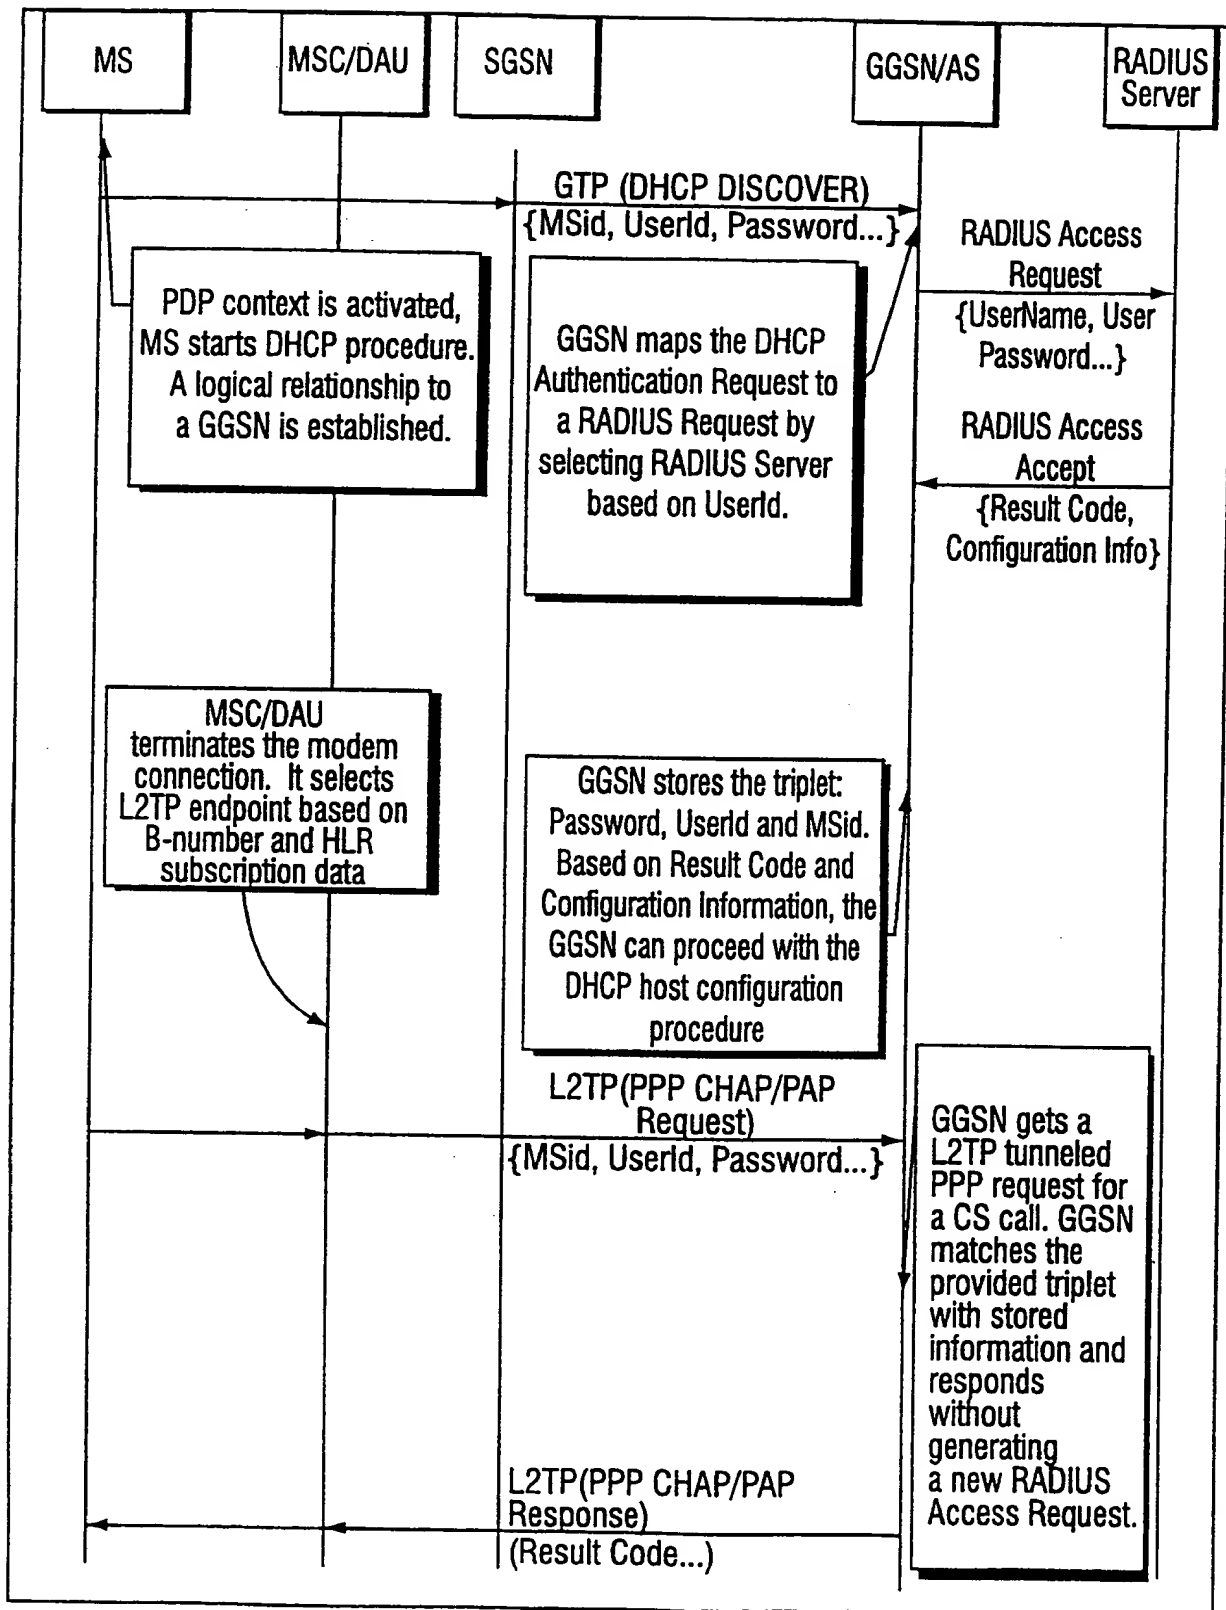 MS
MSC/DAU
SGSN
GGSN/AS
RADIUS
Server
GTP (DHCP DISCOVER)
{MSid, UserId, Password...}
RADIUS Access
Request
{UserName, User
Password...}
PDP context is activated,
MS starts DHCP procedure.
A logical relationship to
a GGSN is established.
GGSN maps the DHCP
Authentication Request to
a RADIUS Request by
selecting RADIUS Server
based on UserId.
RADIUS Access
Accept
{Result Code,
Configuration Info}
MSC/DAU
terminates the modem
connection. It selects
L2TP endpoint based on
B-number and HLR
subscription data
GGSN stores the triplet:
Password, UserId and MSid.
Based on Result Code and
Configuration Information, the
GGSN can proceed with the
DHCP host configuration
procedure
L2TP(PPP CHAP/PAP
Request)
{MSid, UserId, Password...}
GGSN gets a
L2TP tunneled
PPP request for
a CS call. GGSN
matches the
provided triplet
with stored
information and
responds
without
generating
a new RADIUS
Access Request.
L2TP(PPP CHAP/PAP
Response)
(Result Code...)